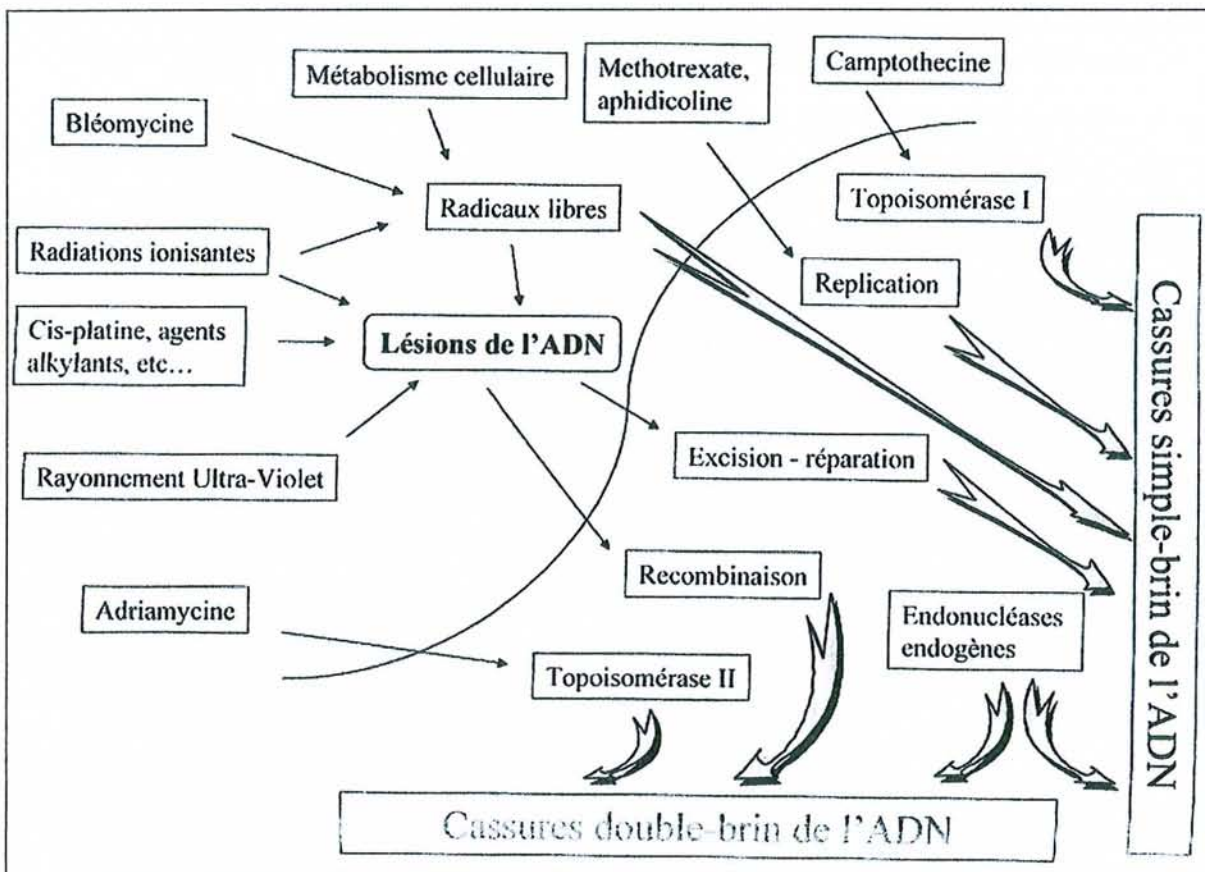 Métabolisme cellulaire
Methotrexate,
aphidicoline
Camptothecine
Bléomycine
Radicaux libres
Topoisomérase I
Radiations ionisantes
Replication
Cis-platine, agents
alkylants, etc...
Lésions de l'ADN
Excision - réparation
Rayonnement Ultra-Violet
Recombinaison
Adriamycine
Endonucléases
endogènes
Topoisomérase II
Cassures simple-brin de l'ADN
Cassures double-brin de l'ADN